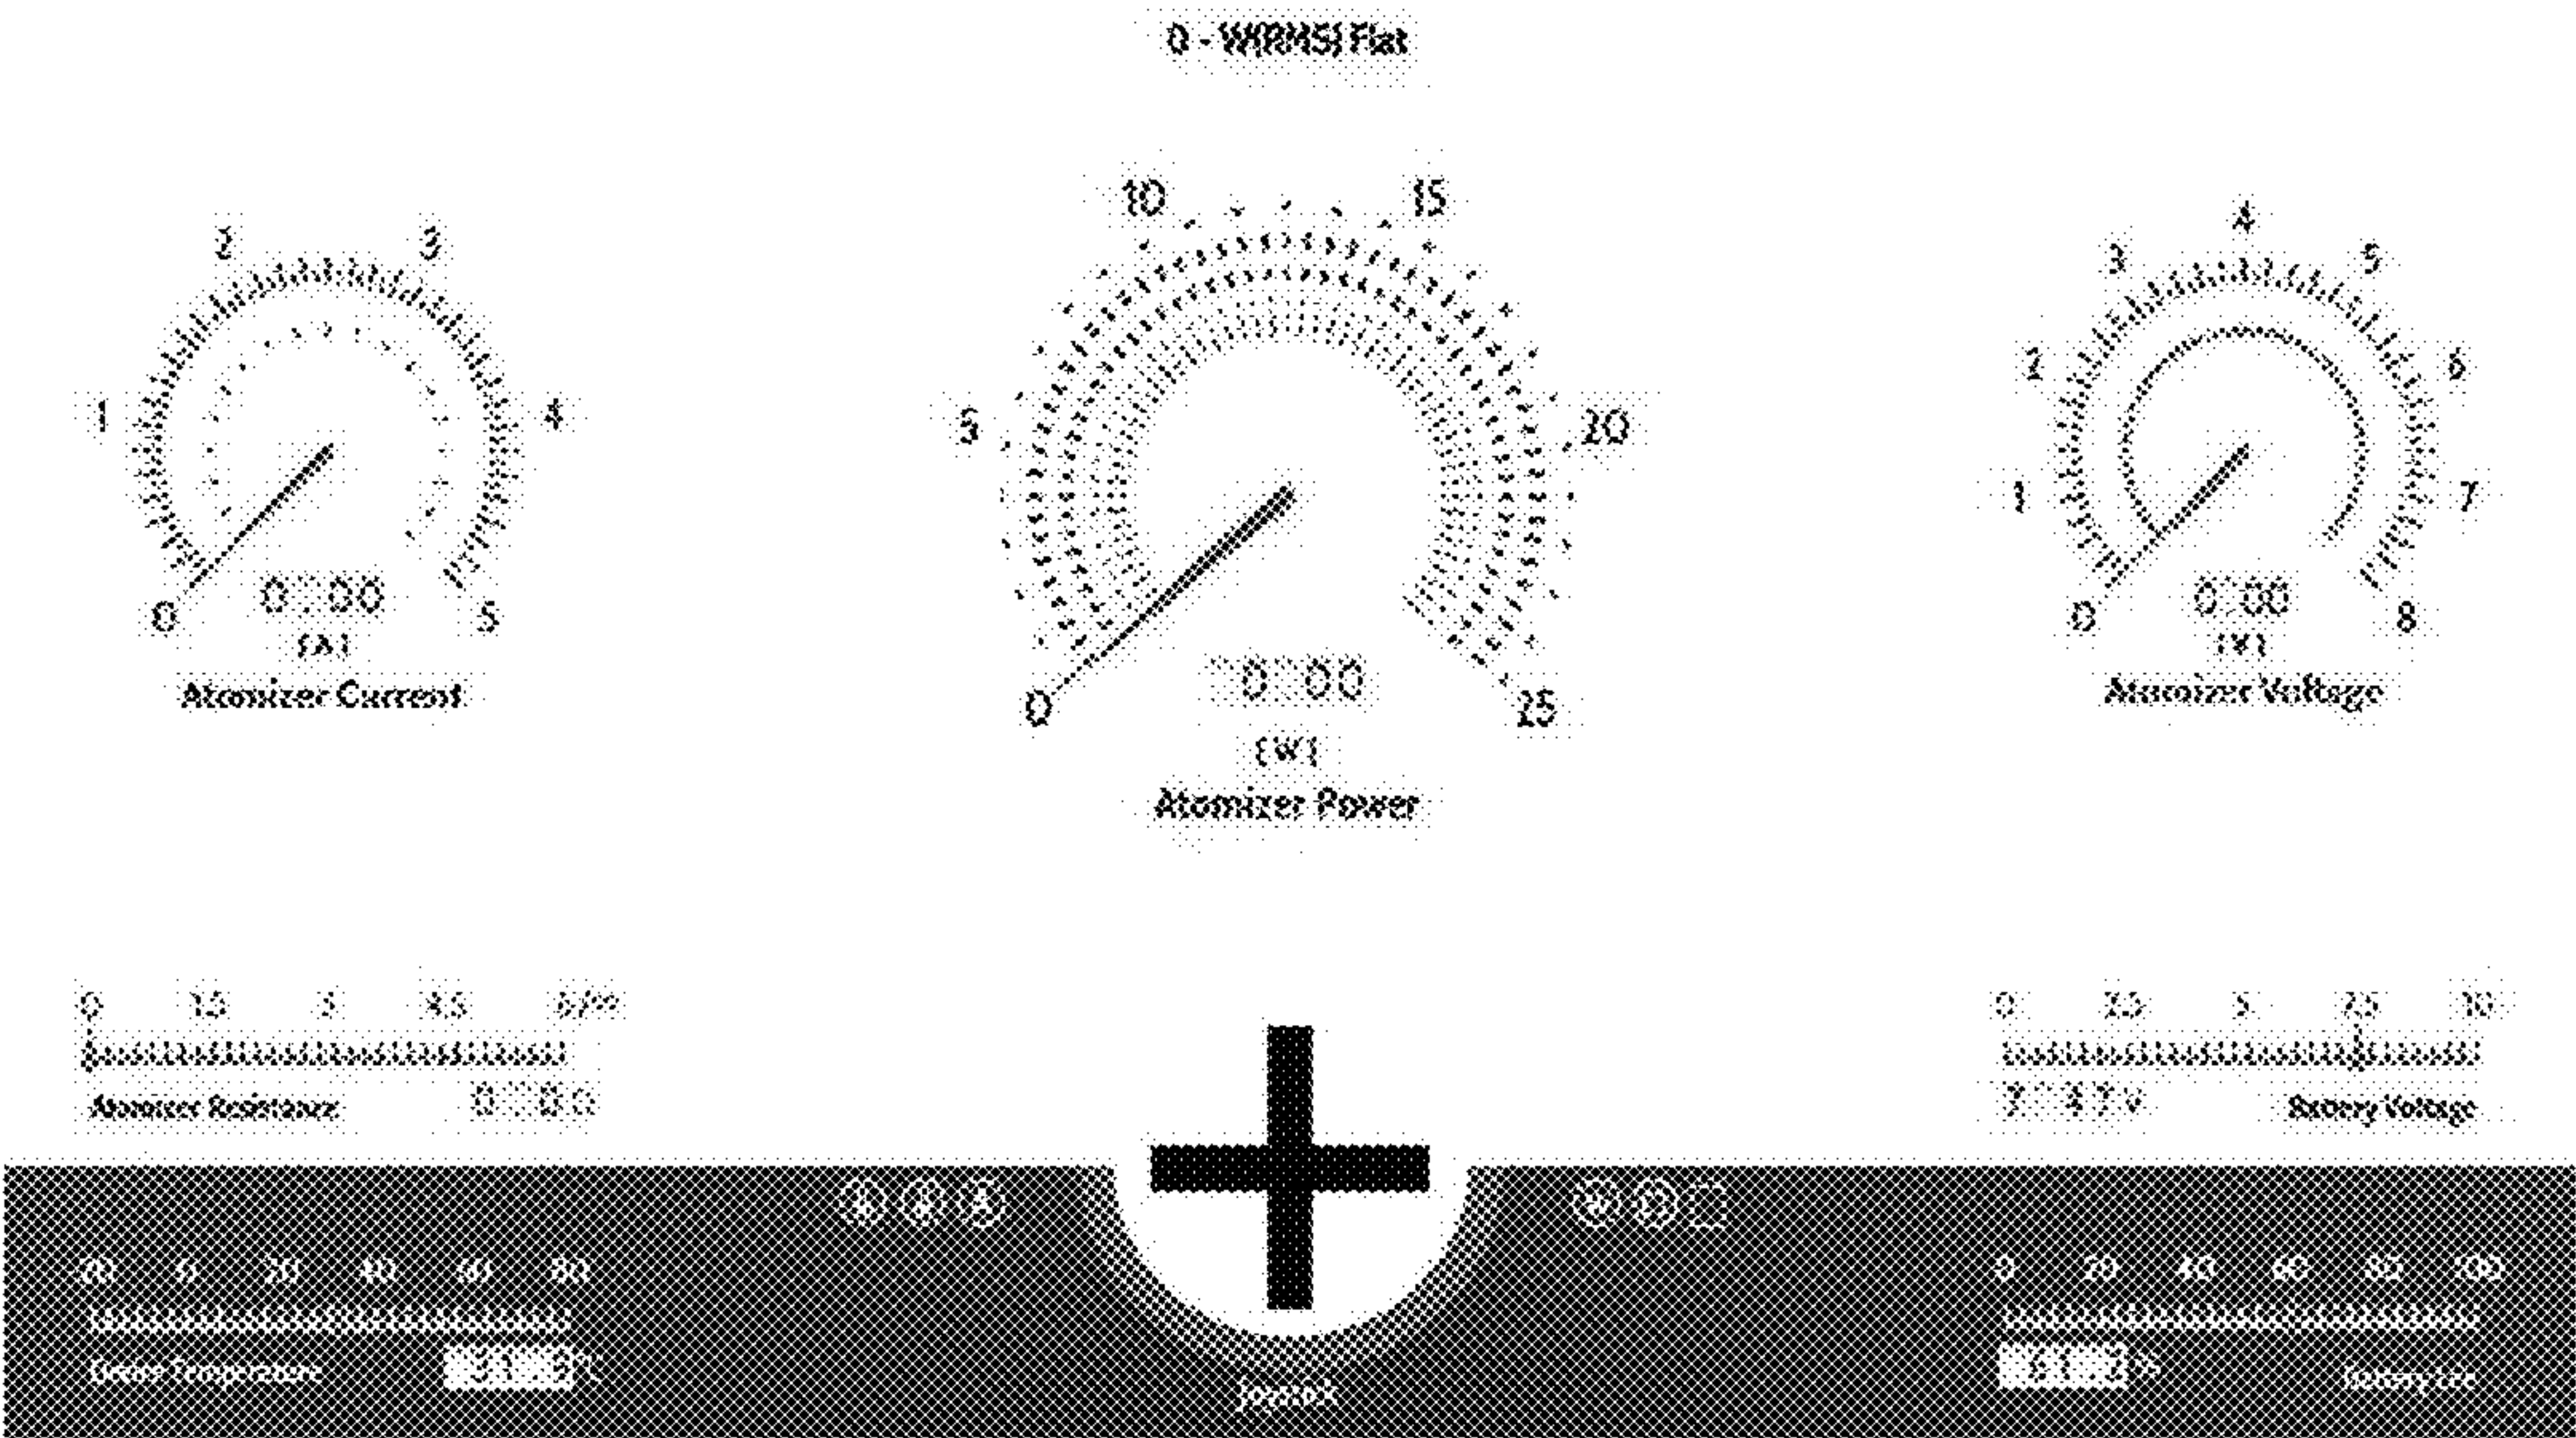 0 - W(RMS) Flat
10 15
2 3 4
3 5
2 6
1 4 5 20
1 7
0 0.00 5 0.00 8
[A] 0.00 [V]
Atomizer Current Atomizer Voltage
0 25
[W]
Atomizer Power
0 1.5 3 4.5 0 2.5 5 7.5 10
Atomizer Resistance Battery Voltage
0 20 40 60 80 0 20 40 60 80 100
Device Temperature
Joystick